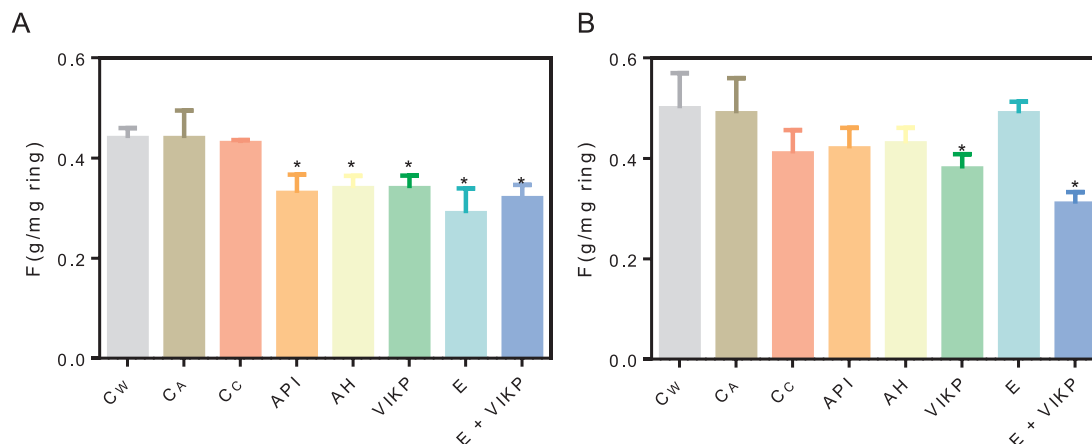 A
F(g/mg ring)
0.6
0.4
0.2
0.0
* * * * *
CW CA CC API AH VIKP E E + VIKP
B
F(g/mg ring)
0.6
0.4
0.2
0.0
* *
CW CA CC API AH VIKP E E + VIKP